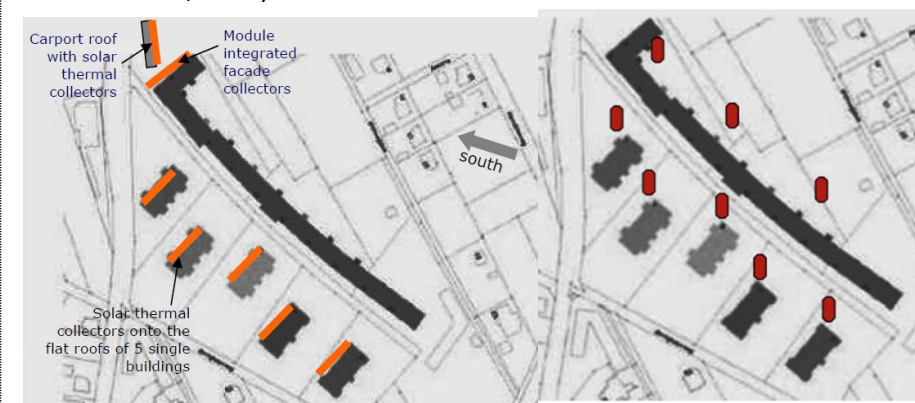 Carport roof
with solar
thermal
collectors
Module
integrated
facade
collectors
south
Solar thermal
collectors onto the
flat roofs of 5 single
buildings